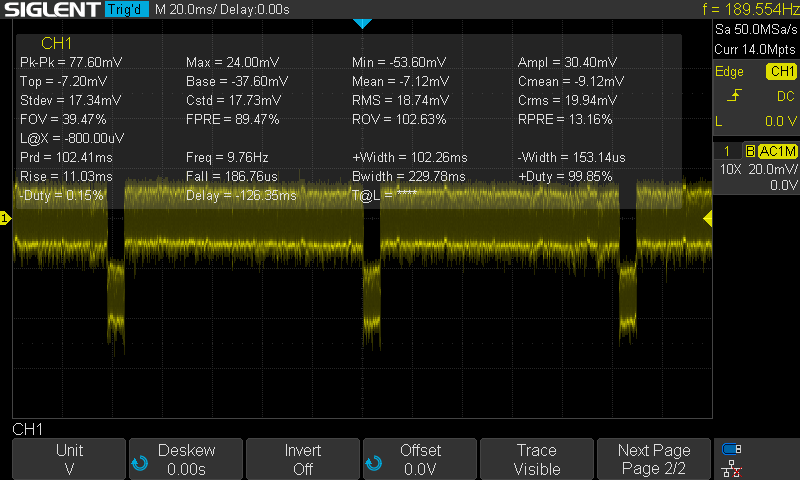 SIGLENT Trig'd M 20.0ms/ Delay:0.00s f = 189.554Hz
Sa 50.0MSa/s
Curr 14.0Mpts
CH1
Pk-Pk = 77.60mV Max = 24.00mV Min = -53.60mV Ampl = 30.40mV
Top = -7.20mV Base = -37.60mV Mean = -7.12mV Cmean = -9.12mV
Stdev = 17.34mV Cstd = 17.73mV RMS = 18.74mV Crms = 19.94mV
FOV = 39.47% FPRE = 89.47% ROV = 102.63% RPRE = 13.16%
L@X = -800.00uV
Prd = 102.41ms Freq = 9.76Hz +Width = 102.26ms -Width = 153.14us
Rise = 11.03ms Fall = 186.76us Bwidth = 229.78ms +Duty = 99.85%
-Duty = 0.15% Delay = -126.35ms T@L = ****
Edge CH1
DC
L 0.0 V
1 B AC1M
10X 20.0mV/
0.0V
1
CH1
Unit
V
Deskew
0.00s
Invert
Off
Offset
0.0V
Trace
Visible
Next Page
Page 2/2